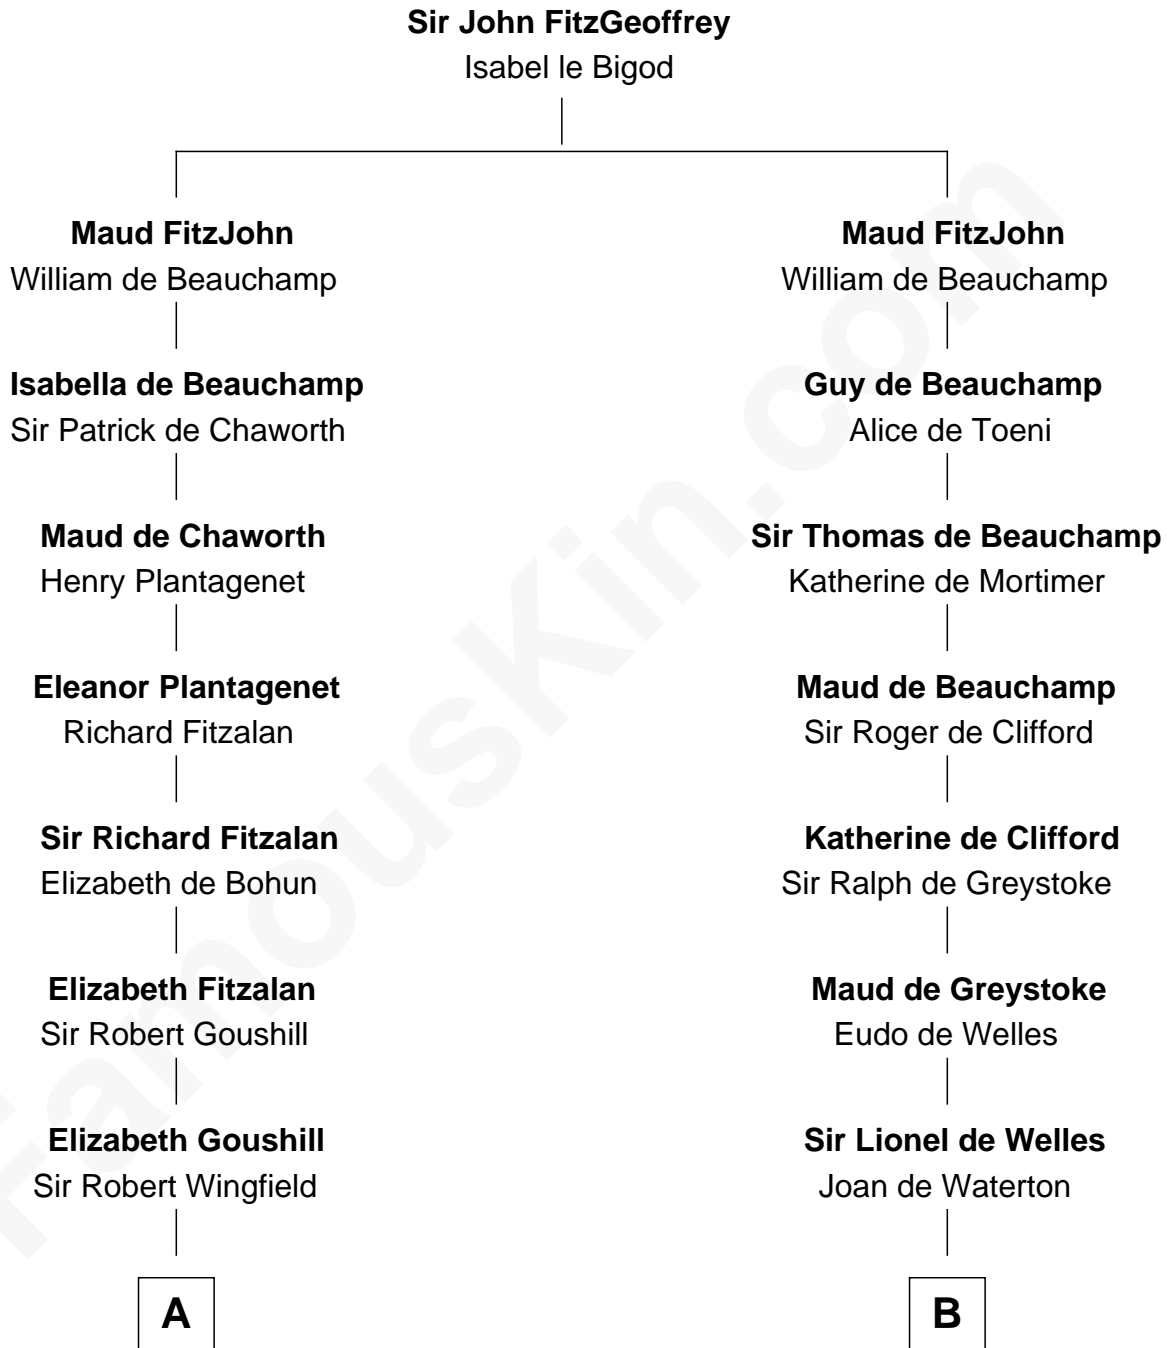 Sir John FitzGeoffrey
Isabel le Bigod
Maud FitzJohn
William de Beauchamp
Isabella de Beauchamp
Sir Patrick de Chaworth
Maud de Chaworth
Henry Plantagenet
Eleanor Plantagenet
Richard Fitzalan
Sir Richard Fitzalan
Elizabeth de Bohun
Elizabeth Fitzalan
Sir Robert Goushill
Elizabeth Goushill
Sir Robert Wingfield
A
Maud FitzJohn
William de Beauchamp
Guy de Beauchamp
Alice de Toeni
Sir Thomas de Beauchamp
Katherine de Mortimer
Maud de Beauchamp
Sir Roger de Clifford
Katherine de Clifford
Sir Ralph de Greystoke
Maud de Greystoke
Eudo de Welles
Sir Lionel de Welles
Joan de Waterton
B
FamousKin.com